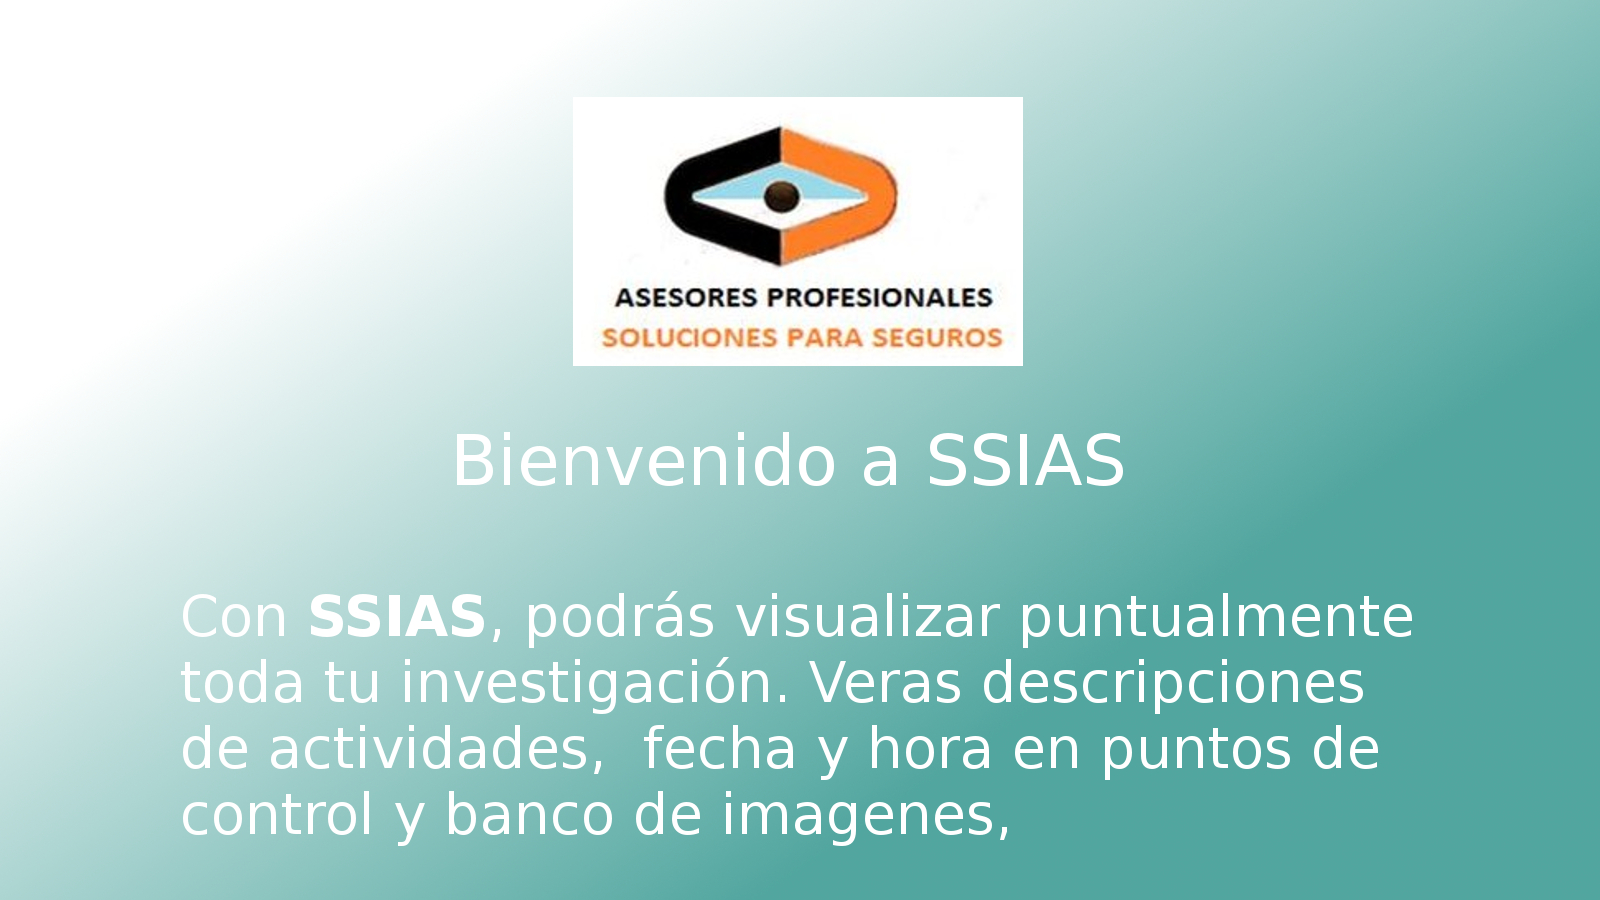 ASESORES PROFESIONALES
SOLUCIONES PARA SEGUROS
Bienvenido a SSIAS
Con SSIAS, podrás visualizar puntualmente
toda tu investigación. Veras descripciones
de actividades,  fecha y hora en puntos de
control y banco de imagenes,